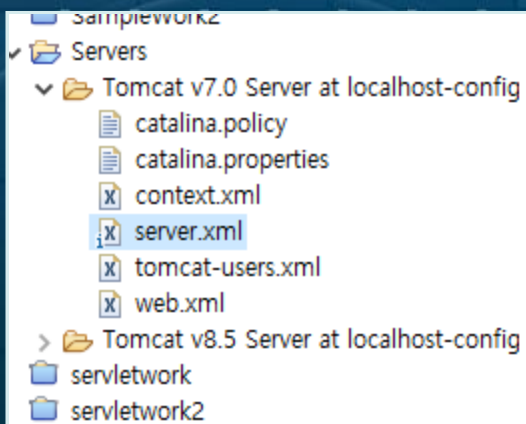 SampleWork2
Servers
Tomcat v7.0 Server at localhost-config
catalina.policy
catalina.properties
context.xml
server.xml
tomcat-users.xml
web.xml
Tomcat v8.5 Server at localhost-config
servletwork
servletwork2